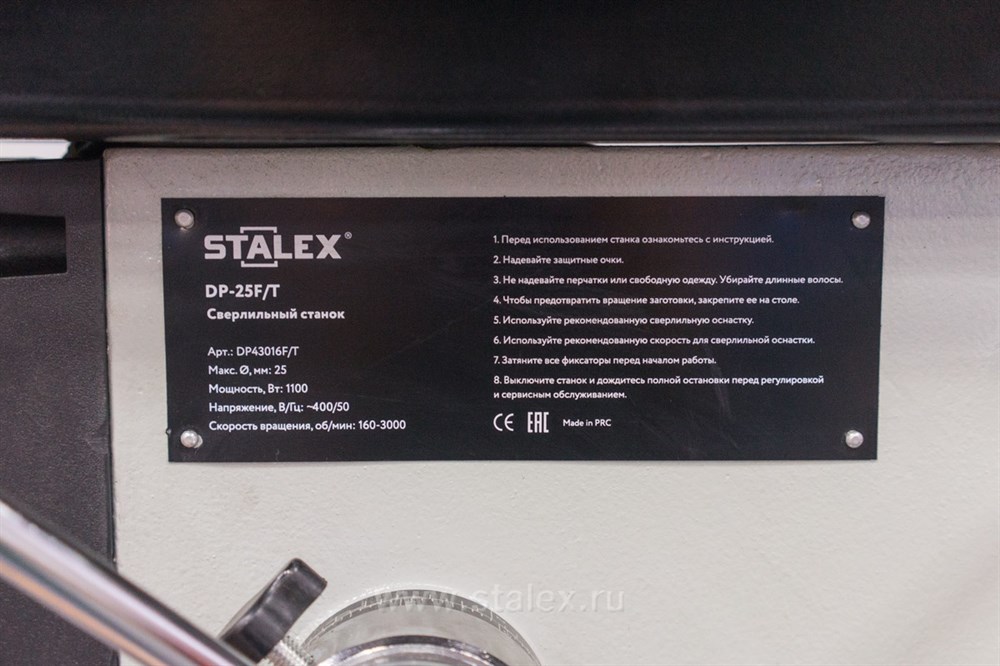 STALEX®
DP-25F/T
Сверлильный станок
Арт.: DP43016F/T
Макс. Ø, мм: 25
Мощность, Вт: 1100
Напряжение, В/Гц: ~400/50
Скорость вращения, об/мин: 160-3000
1. Перед использованием станка ознакомьтесь с инструкцией.
2. Надевайте защитные очки.
3. Не надевайте перчатки или свободную одежду. Убирайте длинные волосы.
4. Чтобы предотвратить вращение заготовки, закрепите ее на столе.
5. Используйте рекомендованную сверлильную оснастку.
6. Используйте рекомендованную скорость для сверлильной оснастки.
7. Затяните все фиксаторы перед началом работы.
8. Выключите станок и дождитесь полной остановки перед регулировкой
и сервисным обслуживанием.
CE EAC Made in PRC
www.stalex.ru